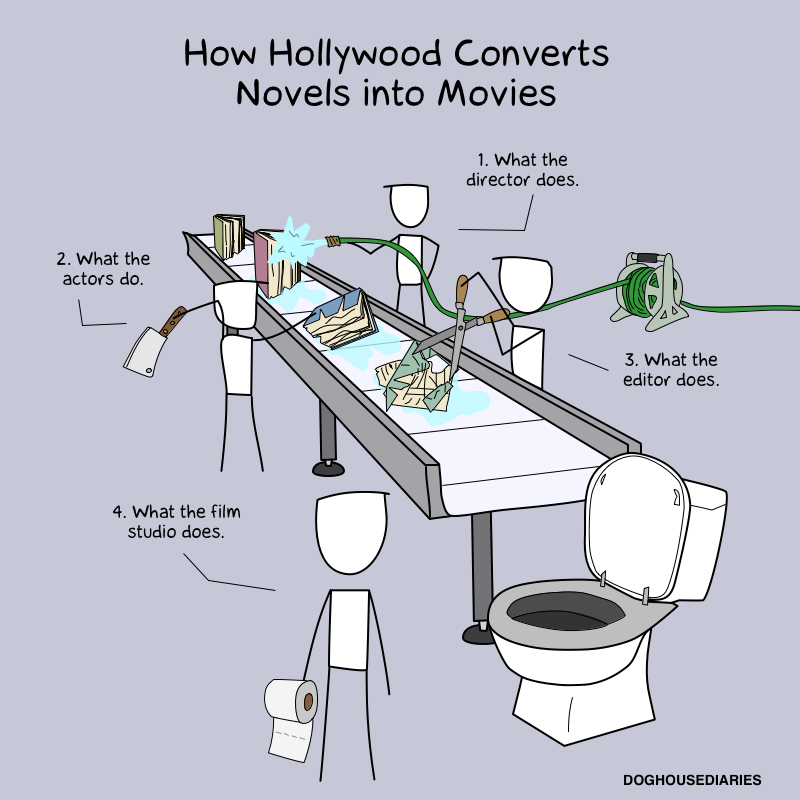 How Hollywood Converts
Novels into Movies
1. What the
director does.
2. What the
actors do.
3. What the
editor does.
4. What the film
studio does.
DOGHOUSEDIARIES